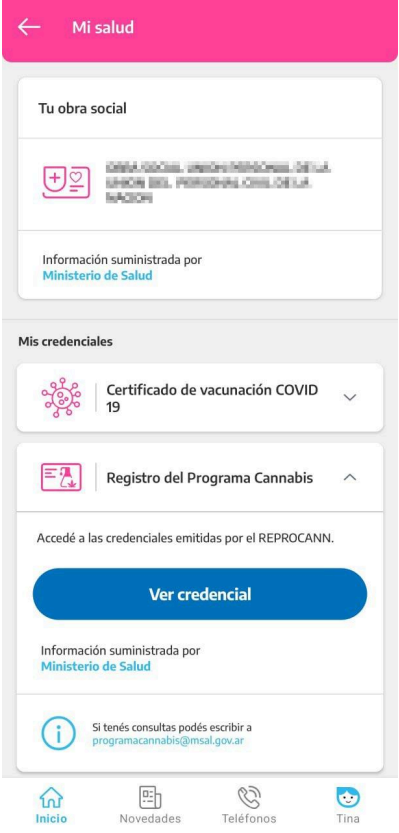 Mi salud
Tu obra social
Información suministrada por
Ministerio de Salud
Mis credenciales
Certificado de vacunación COVID
19
Registro del Programa Cannabis
Accedé a las credenciales emitidas por el REPROCANN.
Ver credencial
Información suministrada por
Ministerio de Salud
Si tenés consultas podés escribir a
programacannabis@msal.gov.ar
Inicio Novedades Teléfonos Tina